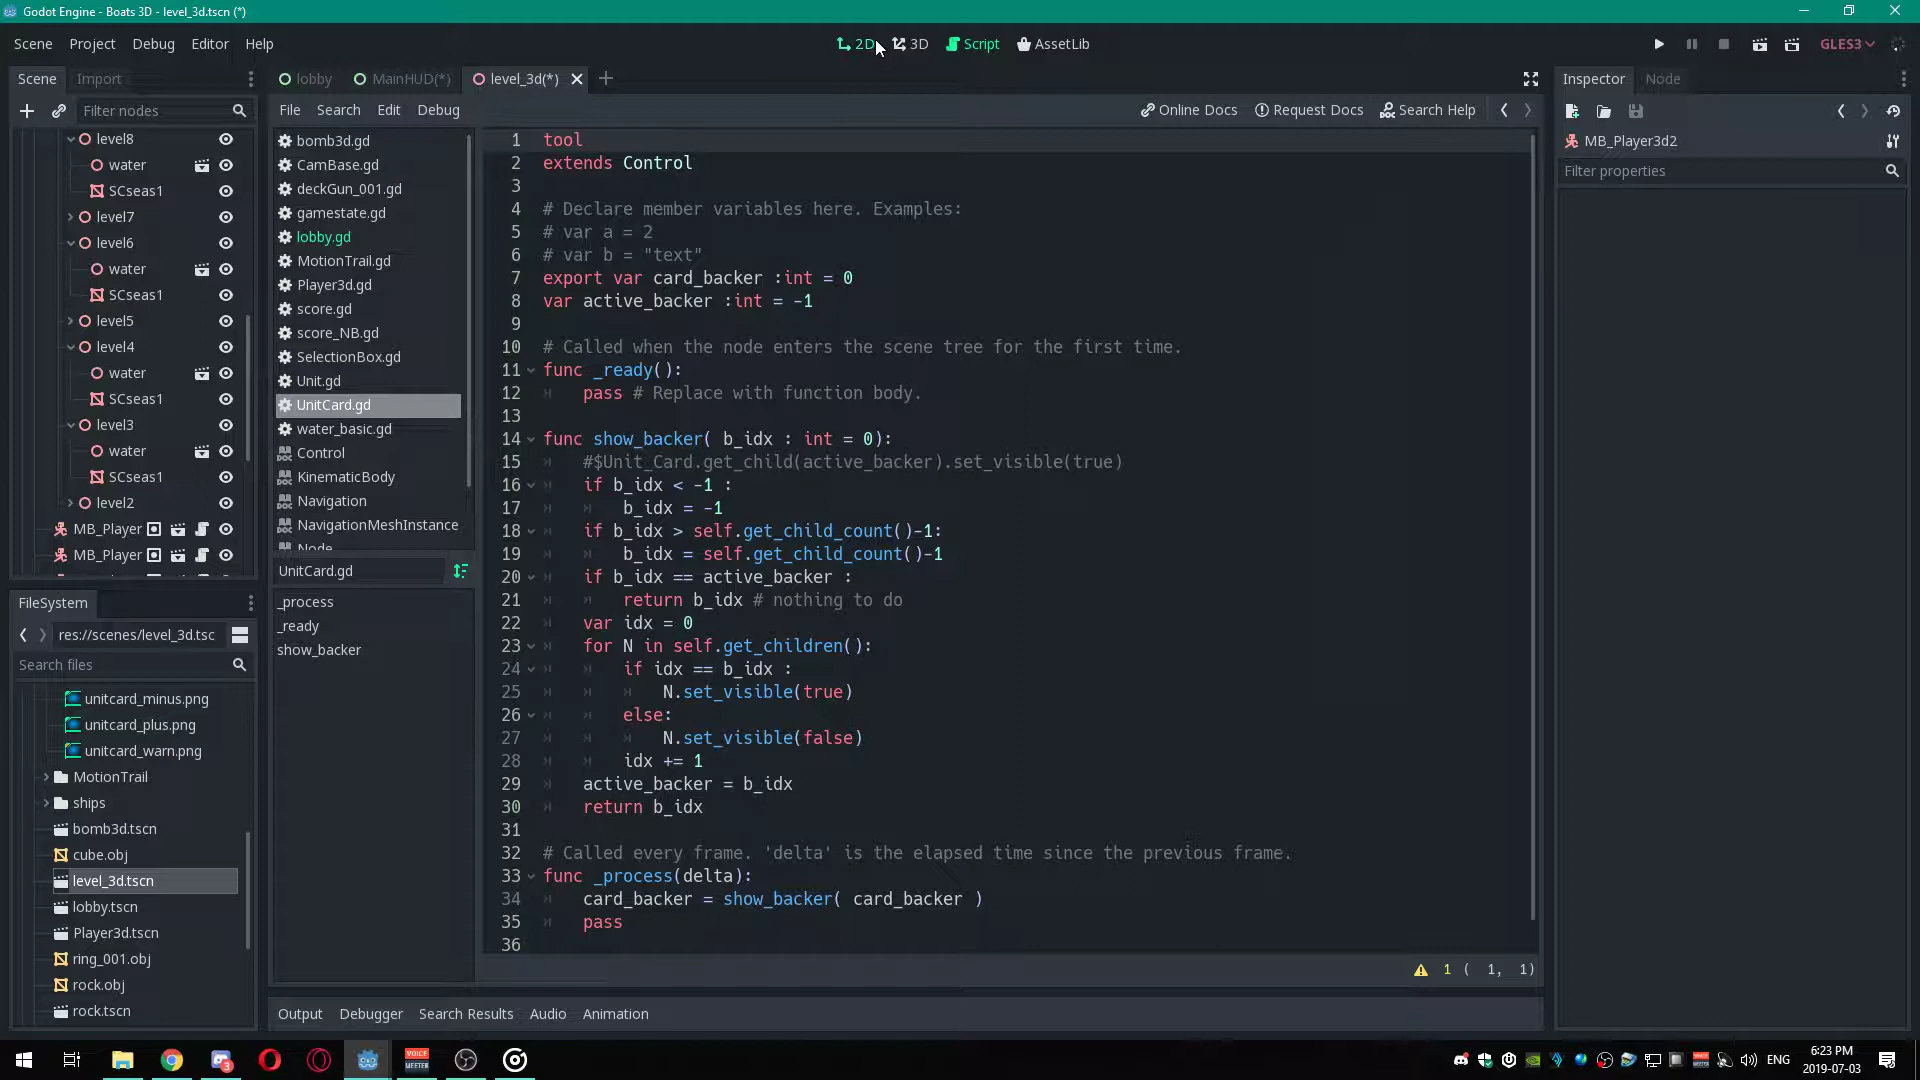 Godot Engine - Boats 3D - level_3d.tscn (*)
Scene Project Debug Editor Help
2D 3D Script AssetLib
GLES3
Scene Import
lobby MainHUD(*) level_3d(*)
Inspector Node
Filter nodes
File Search Edit Debug
Online Docs Request Docs Search Help
MB_Player3d2
Filter properties
level8
water
SCseas1
level7
level6
water
SCseas1
level5
level4
water
SCseas1
level3
water
SCseas1
level2
MB_Player
MB_Player
FileSystem
res://scenes/level_3d.tsc
Search files
unitcard_minus.png
unitcard_plus.png
unitcard_warn.png
MotionTrail
ships
bomb3d.tscn
cube.obj
level_3d.tscn
lobby.tscn
Player3d.tscn
ring_001.obj
rock.obj
rock.tscn
bomb3d.gd
CamBase.gd
deckGun_001.gd
gamestate.gd
lobby.gd
MotionTrail.gd
Player3d.gd
score.gd
score_NB.gd
SelectionBox.gd
Unit.gd
UnitCard.gd
water_basic.gd
Control
KinematicBody
Navigation
NavigationMeshInstance
Node
UnitCard.gd
_process
_ready
show_backer
1 tool
2 extends Control
3
4 # Declare member variables here. Examples:
5 # var a = 2
6 # var b = "text"
7 export var card_backer :int = 0
8 var active_backer :int = -1
9
10 # Called when the node enters the scene tree for the first time.
11 func _ready():
12 pass # Replace with function body.
13
14 func show_backer( b_idx : int = 0):
15 #$Unit_Card.get_child(active_backer).set_visible(true)
16 if b_idx < -1 :
17 b_idx = -1
18 if b_idx > self.get_child_count()-1:
19 b_idx = self.get_child_count()-1
20 if b_idx == active_backer :
21 return b_idx # nothing to do
22 var idx = 0
23 for N in self.get_children():
24 if idx == b_idx :
25 N.set_visible(true)
26 else:
27 N.set_visible(false)
28 idx += 1
29 active_backer = b_idx
30 return b_idx
31
32 # Called every frame. 'delta' is the elapsed time since the previous frame.
33 func _process(delta):
34 card_backer = show_backer( card_backer )
35 pass
36
1 ( 1, 1)
Output Debugger Search Results Audio Animation
3
VOICE
MEETER
ENG
6:23 PM
2019-07-03